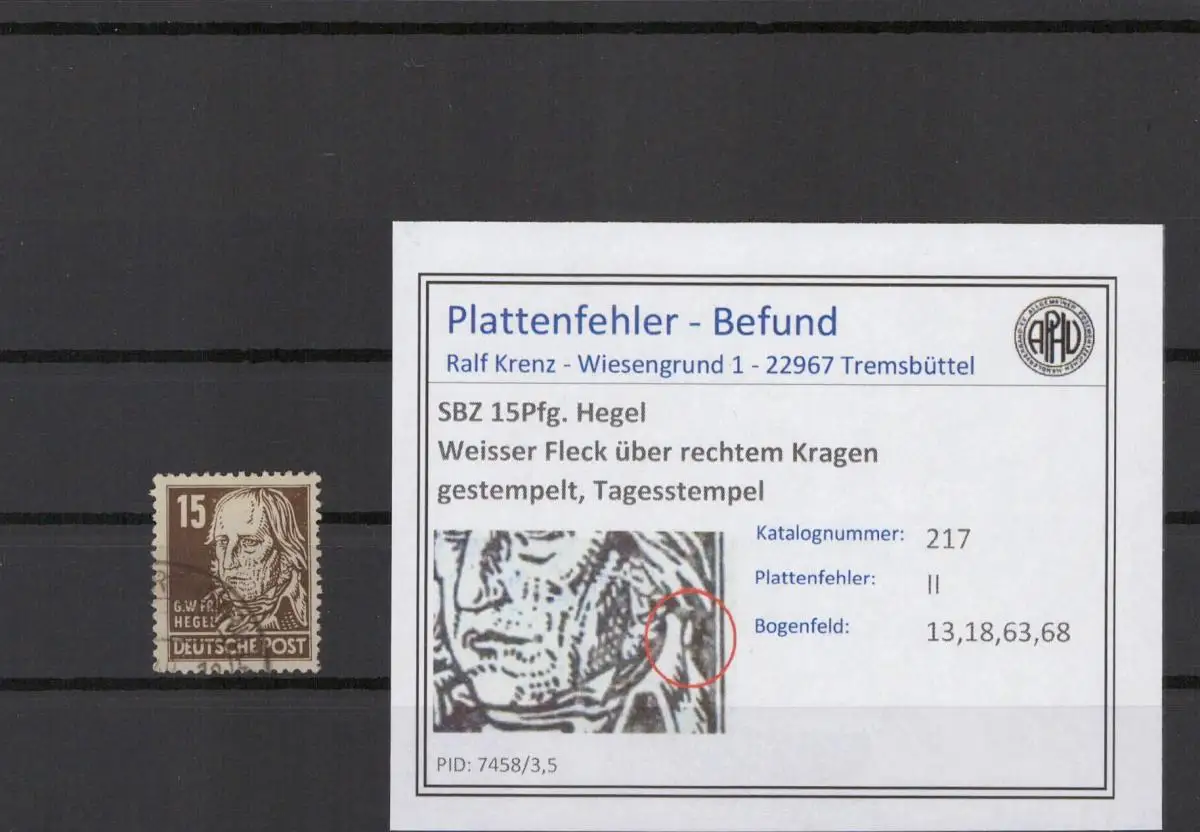 15
G.W.FR.
HEGEL
DEUTSCHE POST
Plattenfehler - Befund
Ralf Krenz - Wiesengrund 1 - 22967 Tremsbüttel
APHV
SBZ 15Pfg. Hegel
Weisser Fleck über rechtem Kragen
gestempelt, Tagesstempel
Katalognummer: 217
Plattenfehler: II
Bogenfeld: 13,18,63,68
PID: 7458/3,5